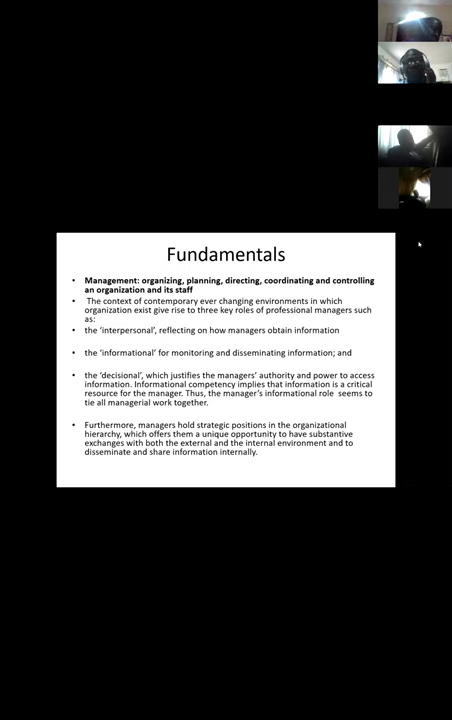 Fundamentals
• Management: organizing, planning, directing, coordinating and controlling
an organization and its staff
• The context of contemporary ever changing environments in which
organization exist give rise to three key roles of professional managers such
as:
• the ‘interpersonal’, reflecting on how managers obtain information
• the ‘informational’ for monitoring and disseminating information; and
• the ‘decisional’, which justifies the managers’ authority and power to access
information. Informational competency implies that information is a critical
resource for the manager. Thus, the manager’s informational role seems to
tie all managerial work together.
• Furthermore, managers hold strategic positions in the organizational
hierarchy, which offers them a unique opportunity to have substantive
exchanges with both the external and the internal environment and to
disseminate and share information internally.